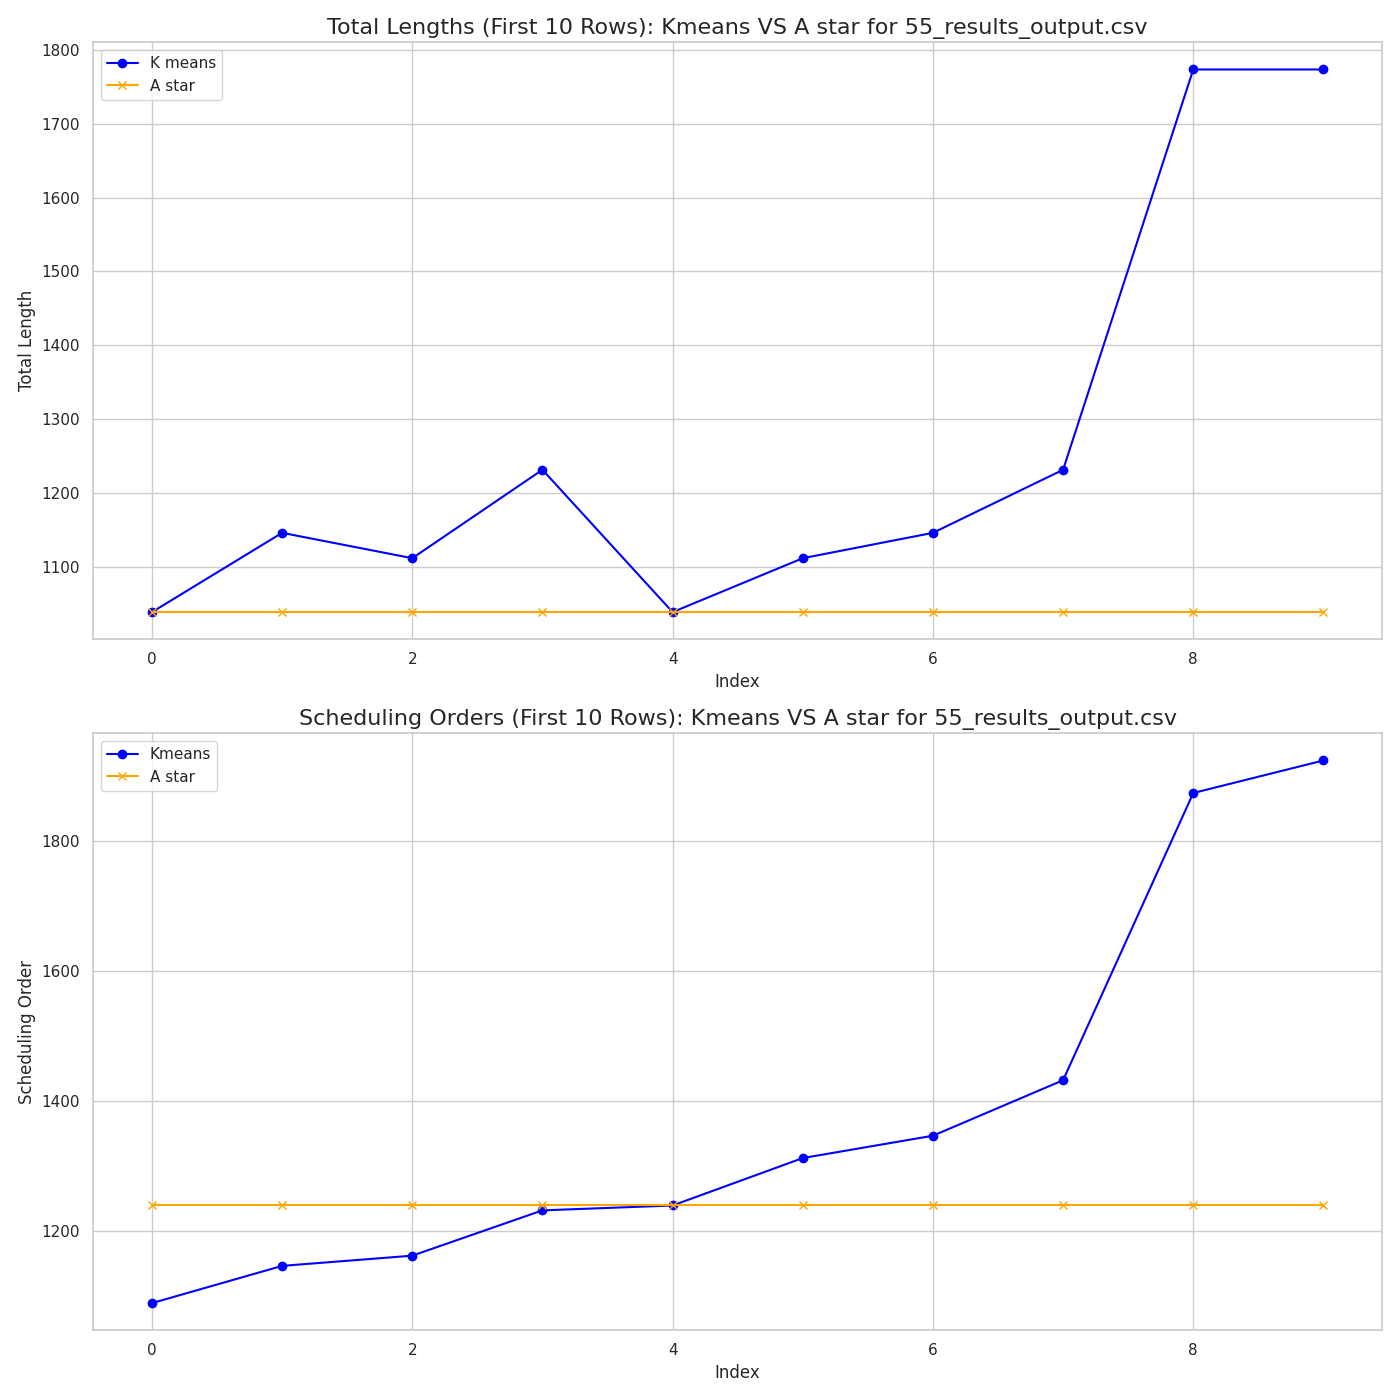 Total Lengths (First 10 Rows): Kmeans VS A star for 55_results_output.csv
K means
A star
1800
1700
1600
1500
1400
1300
1200
1100
Total Length
0 2 4 6 8
Index
Scheduling Orders (First 10 Rows): Kmeans VS A star for 55_results_output.csv
Kmeans
A star
1800
1600
1400
1200
Scheduling Order
0 2 4 6 8
Index